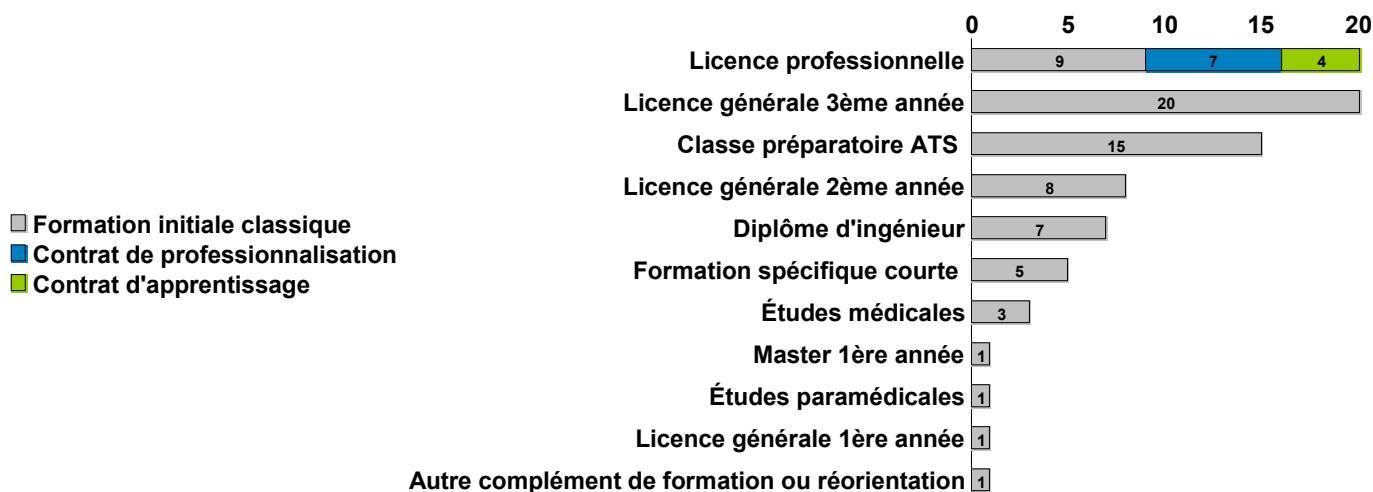 0 5 10 15 20
Licence professionnelle 9 7 4
Licence générale 3ème année 20
Classe préparatoire ATS 15
Licence générale 2ème année 8
Formation initiale classique
Diplôme d'ingénieur 7
Contrat de professionnalisation
Formation spécifique courte 5
Contrat d'apprentissage
Études médicales 3
Master 1ère année 1
Études paramédicales 1
Licence générale 1ère année 1
Autre complément de formation ou réorientation 1